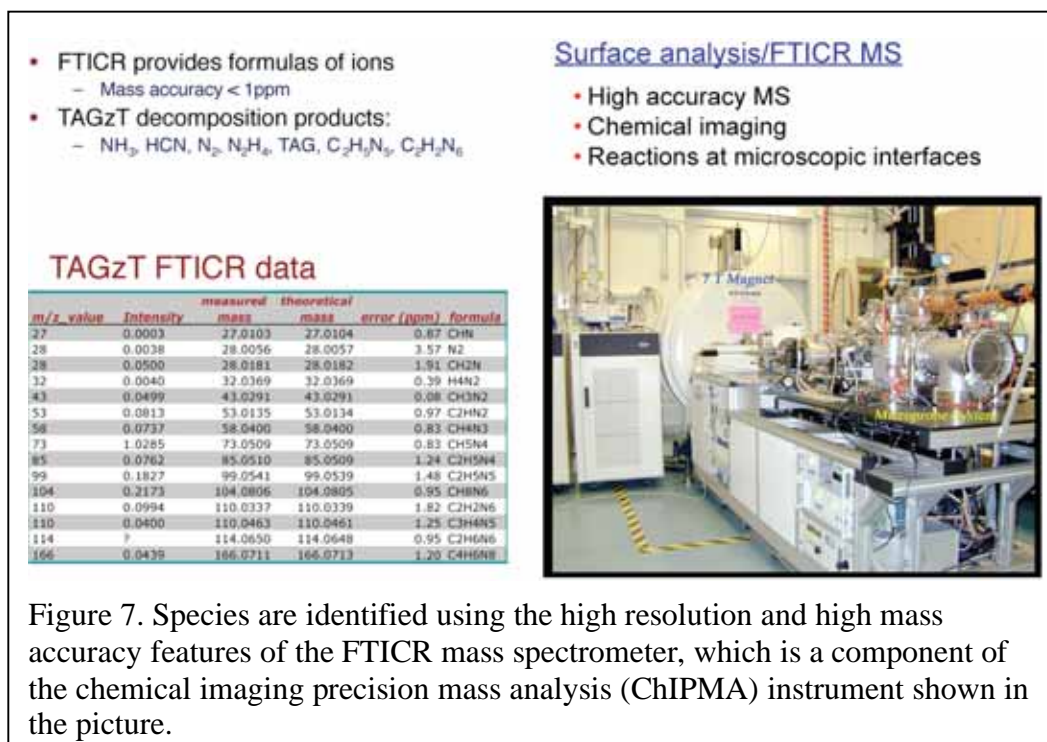 • FTICR provides formulas of ions
– Mass accuracy < 1ppm
• TAGzT decomposition products:
– NH3, HCN, N2, N2H4, TAG, C2H5N5, C2H2N6
TAGzT FTICR data
m/z_value Intensity measured mass theoretical mass error (ppm) formula
27 0.0003 27.0103 27.0104 0.87 CHN
28 0.0038 28.0056 28.0057 3.57 N2
28 0.0500 28.0181 28.0182 1.91 CH2N
32 0.0040 32.0369 32.0369 0.39 H4N2
43 0.0499 43.0291 43.0291 0.08 CH3N2
53 0.0813 53.0135 53.0134 0.97 C2HN2
58 0.0737 58.0400 58.0400 0.83 CH4N3
73 1.0285 73.0509 73.0509 0.83 CH5N4
85 0.0762 85.0510 85.0509 1.24 C2H5N4
99 0.1827 99.0541 99.0539 1.48 C2H5N5
104 0.2173 104.0806 104.0805 0.95 CH8N6
110 0.0994 110.0337 110.0339 1.82 C2H2N6
110 0.0400 110.0463 110.0461 1.25 C3H4N5
114 ? 114.0650 114.0648 0.95 C2H6N6
166 0.0439 166.0711 166.0713 1.20 C4H6N8
Surface analysis/FTICR MS
• High accuracy MS
• Chemical imaging
• Reactions at microscopic interfaces
7 T Magnet
Microprobe System
Figure 7. Species are identified using the high resolution and high mass
accuracy features of the FTICR mass spectrometer, which is a component of
the chemical imaging precision mass analysis (ChIPMA) instrument shown in
the picture.